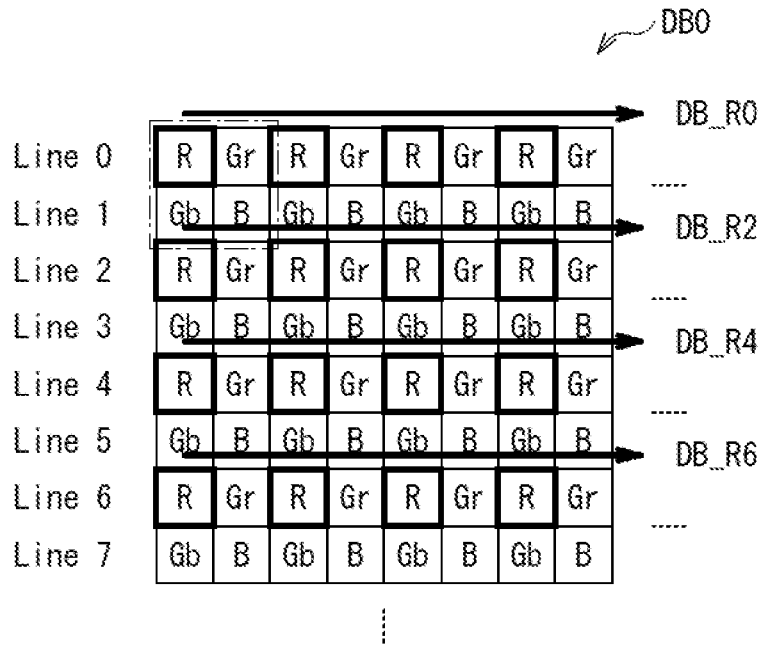 DB0
DB_R0
Line 0 R Gr R Gr R Gr R Gr
Line 1 Gb B Gb B Gb B Gb B
DB_R2
Line 2 R Gr R Gr R Gr R Gr
Line 3 Gb B Gb B Gb B Gb B
DB_R4
Line 4 R Gr R Gr R Gr R Gr
Line 5 Gb B Gb B Gb B Gb B
DB_R6
Line 6 R Gr R Gr R Gr R Gr
Line 7 Gb B Gb B Gb B Gb B